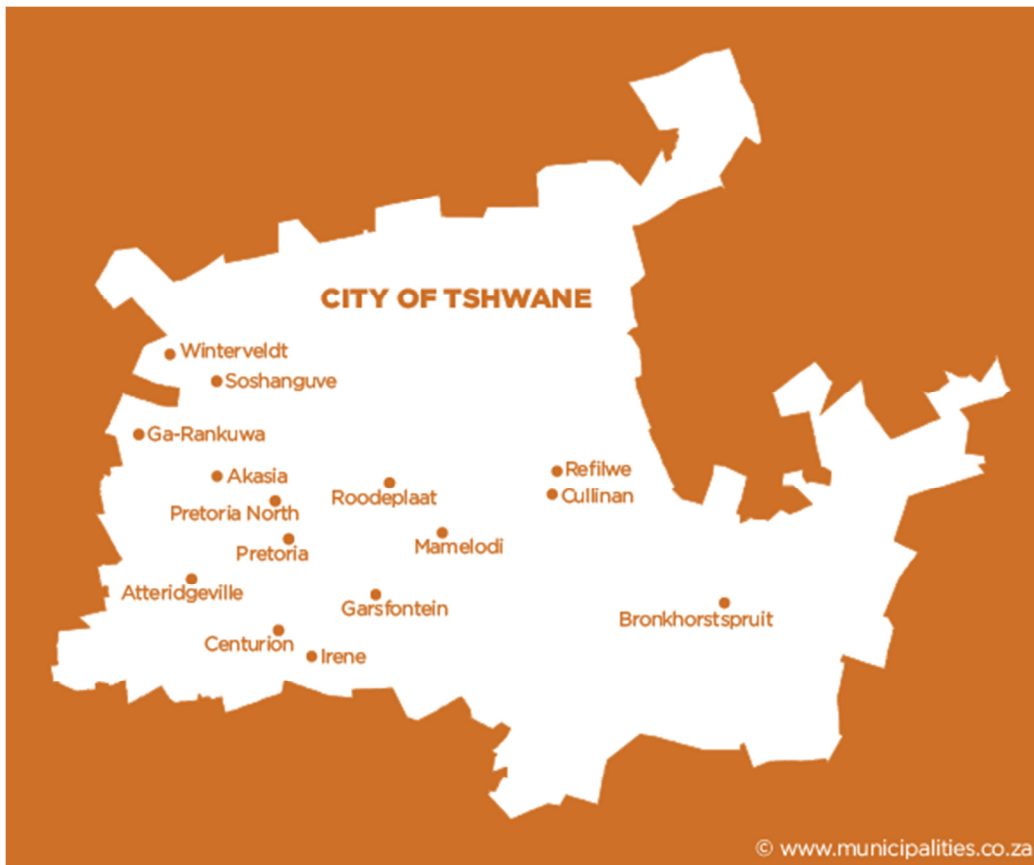 CITY OF TSHWANE
Winterveldt
Soshanguve
Ga-Rankuwa
Refilwe
Akasia
Roodeplaat
Cullinan
Pretoria North
Mamelodi
Pretoria
Atteridgeville
Garsfontein
Bronkhorstspruit
Centurion
Irene
© www.municipalities.co.za